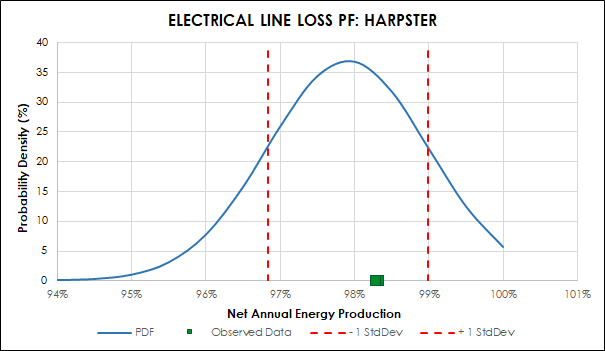 ELECTRICAL LINE LOSS PF: HARPSTER
Probability Density (%)
40
35
30
25
20
15
10
5
0
94% 95% 96% 97% 98% 99% 100% 101%
Net Annual Energy Production
PDF Observed Data - 1 StdDev + 1 StdDev